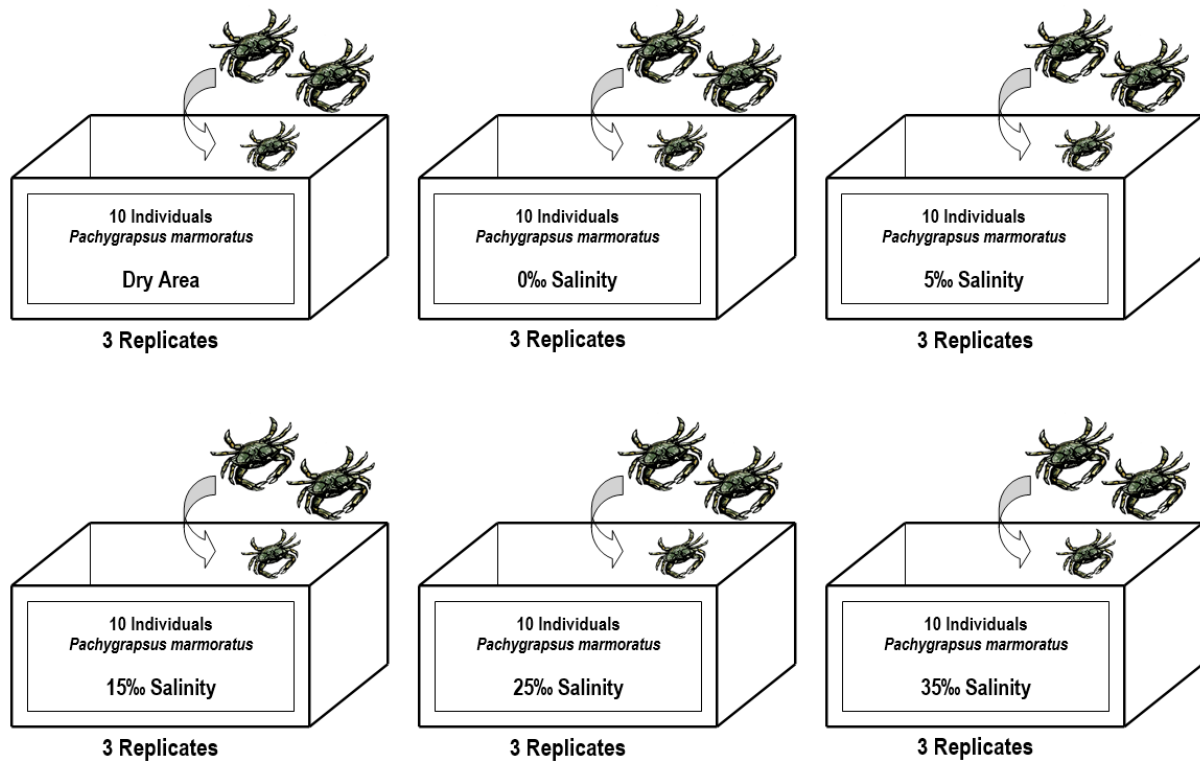 10 Individuals
Pachygrapsus marmoratus
Dry Area
3 Replicates
10 Individuals
Pachygrapsus marmoratus
0‰ Salinity
3 Replicates
10 Individuals
Pachygrapsus marmoratus
5‰ Salinity
3 Replicates
10 Individuals
Pachygrapsus marmoratus
15‰ Salinity
3 Replicates
10 Individuals
Pachygrapsus marmoratus
25‰ Salinity
3 Replicates
10 Individuals
Pachygrapsus marmoratus
35‰ Salinity
3 Replicates